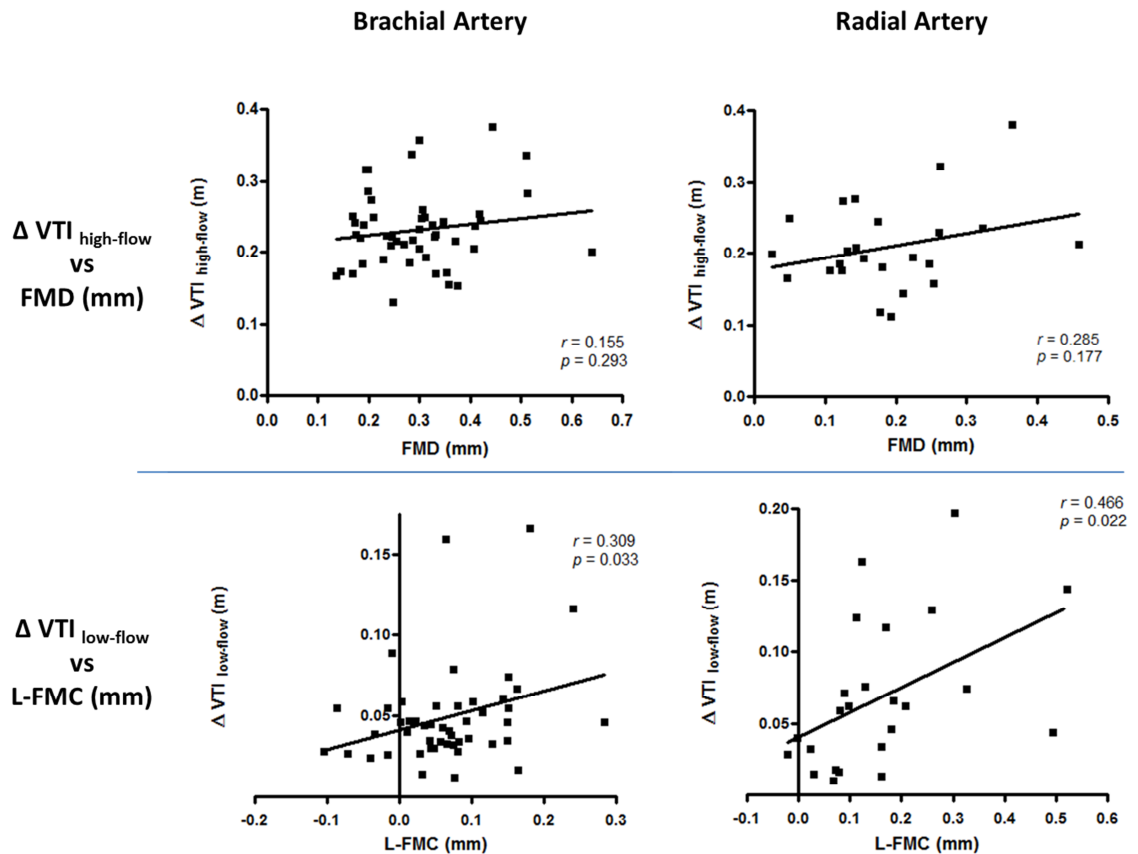 Brachial Artery
Radial Artery
Δ VTI high-flow
vs
FMD (mm)
Δ VTI high-flow (m)
0.4
0.3
0.2
0.1
0.0
0.0 0.1 0.2 0.3 0.4 0.5 0.6 0.7
FMD (mm)
r = 0.155
p = 0.293
Δ VTI high-flow (m)
0.4
0.3
0.2
0.1
0.0
0.0 0.1 0.2 0.3 0.4 0.5
FMD (mm)
r = 0.285
p = 0.177
Δ VTI low-flow
vs
L-FMC (mm)
Δ VTI low-flow (m)
0.15
0.10
0.05
-0.2 -0.1 0.0 0.1 0.2 0.3
L-FMC (mm)
r = 0.309
p = 0.033
Δ VTI low-flow (m)
0.20
0.15
0.10
0.05
-0.1 0.0 0.1 0.2 0.3 0.4 0.5 0.6
L-FMC (mm)
r = 0.466
p = 0.022